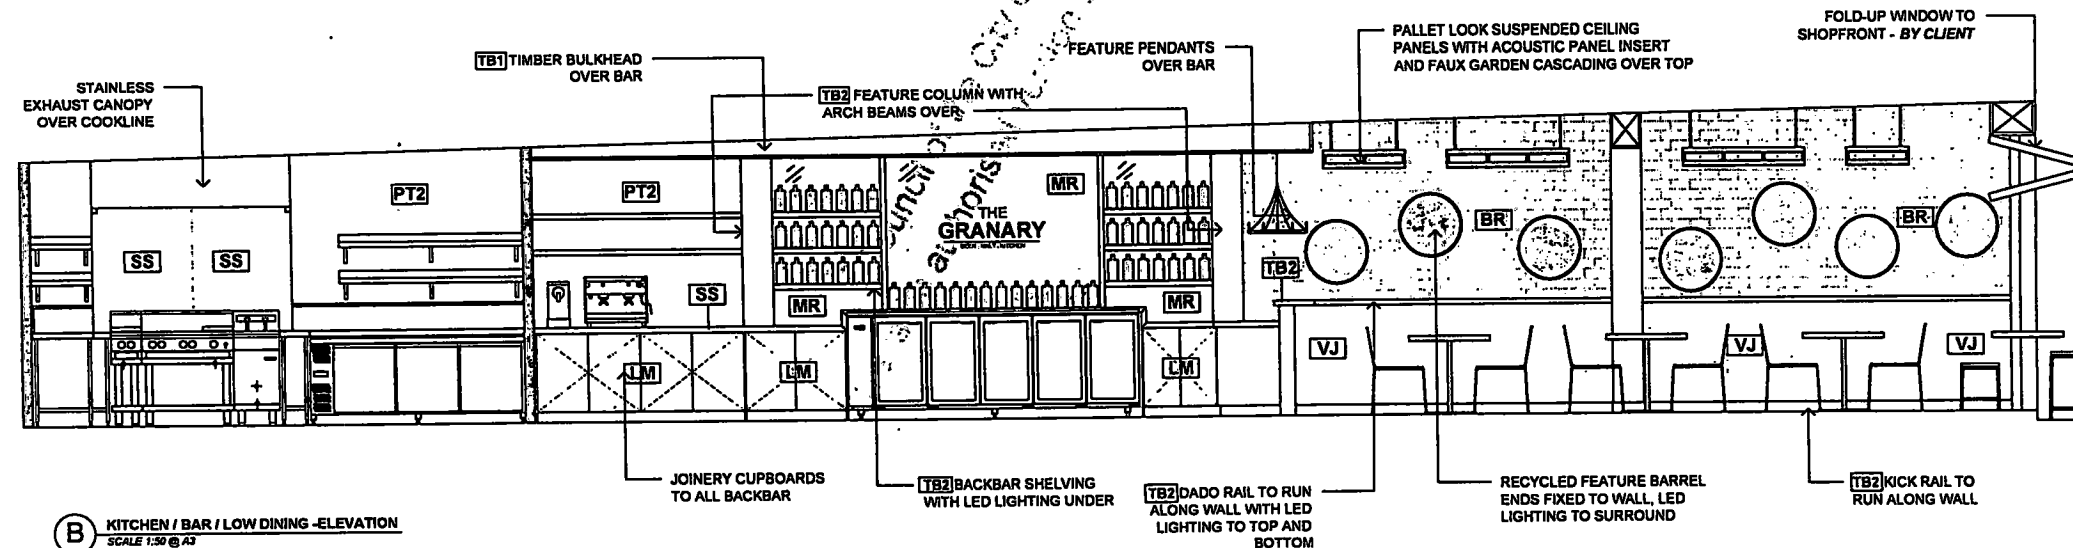 STAINLESS
EXHAUST CANOPY
OVER COOKLINE
TB1 TIMBER BULKHEAD
OVER BAR
TB2 FEATURE COLUMN WITH
ARCH BEAMS OVER
FEATURE PENDANTS
OVER BAR
PALLET LOOK SUSPENDED CEILING
PANELS WITH ACOUSTIC PANEL INSERT
AND FAUX GARDEN CASCADING OVER TOP
FOLD-UP WINDOW TO
SHOPFRONT - BY CLIENT
PT2
PT2
MR
THE
GRANARY
BR
BR
SS
SS
SS
TB2
MR
MR
LM
LM
LM
VJ
VJ
VJ
JOINERY CUPBOARDS
TO ALL BACKBAR
TB2 BACKBAR SHELVING
WITH LED LIGHTING UNDER
TB2 DADO RAIL TO RUN
ALONG WALL WITH LED
LIGHTING TO TOP AND
BOTTOM
RECYCLED FEATURE BARREL
ENDS FIXED TO WALL, LED
LIGHTING TO SURROUND
TB2 KICK RAIL TO
RUN ALONG WALL
B KITCHEN / BAR / LOW DINING -ELEVATION
SCALE 1:50 @ A3